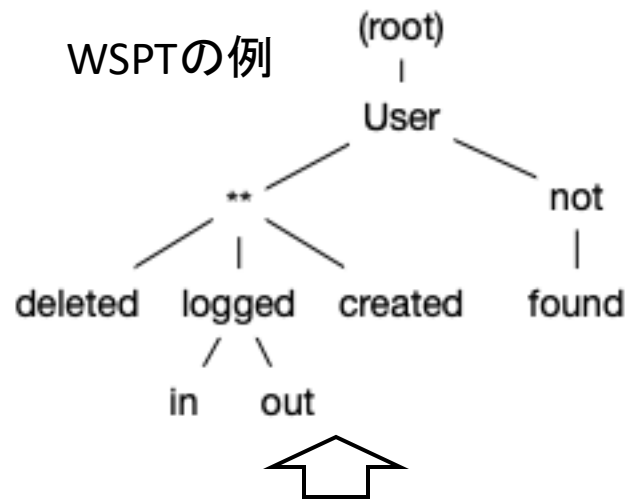 WSPTの例
(root)
User
** not
deleted logged created found
in out